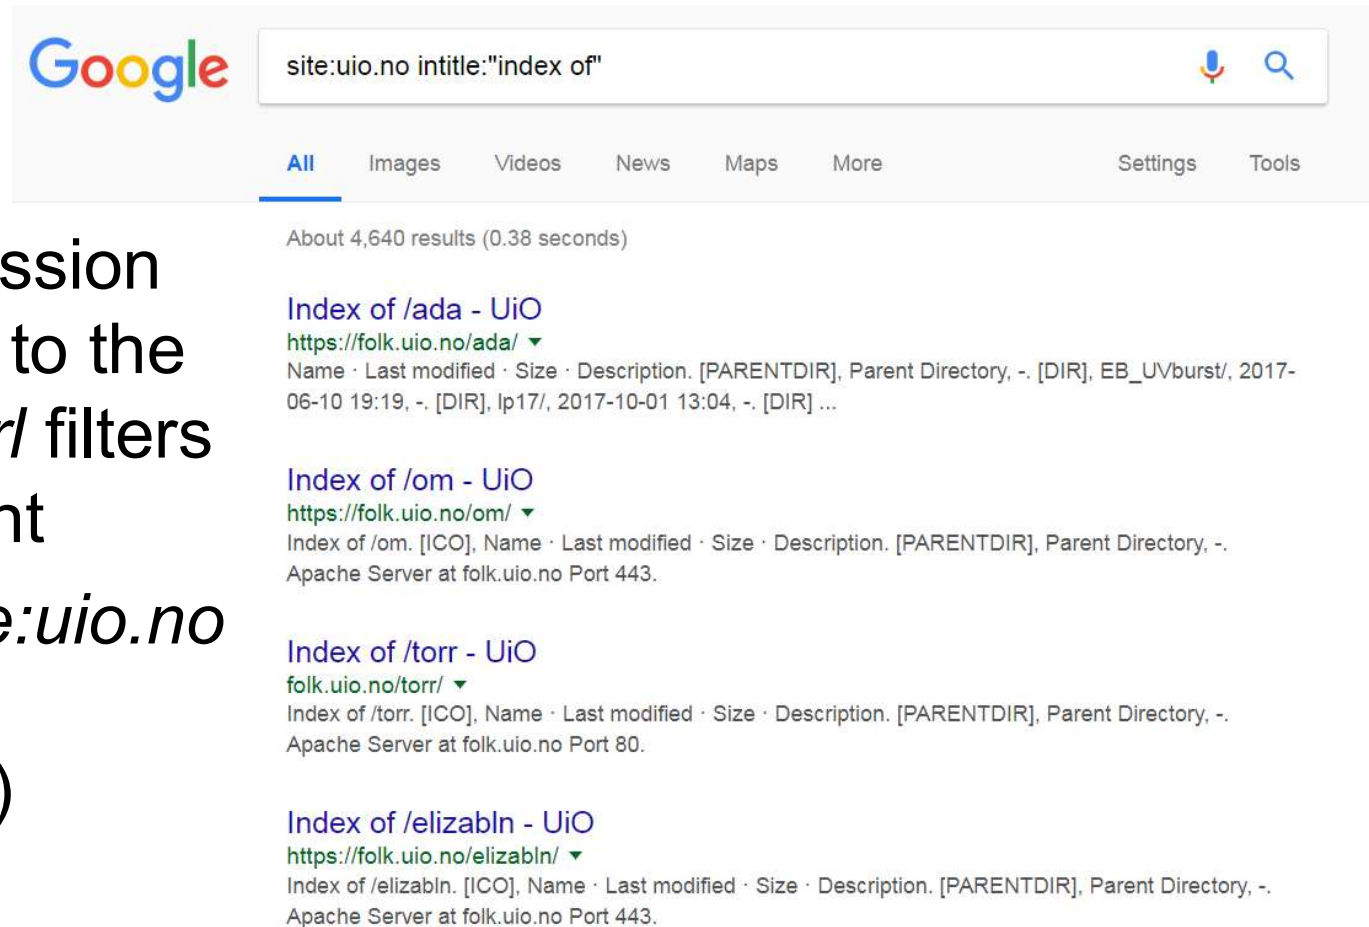 Google
site:uio.no intitle:"index of"
All Images Videos News Maps More Settings Tools
About 4,640 results (0.38 seconds)
ssion
to the
rl filters
nt
e:uio.no
)
Index of /ada - UiO
https://folk.uio.no/ada/ ▼
Name · Last modified · Size · Description. [PARENTDIR], Parent Directory, -. [DIR], EB_UVburst/, 2017-
06-10 19:19, -. [DIR], lp17/, 2017-10-01 13:04, -. [DIR] ...
Index of /om - UiO
https://folk.uio.no/om/ ▼
Index of /om. [ICO], Name · Last modified · Size · Description. [PARENTDIR], Parent Directory, -.
Apache Server at folk.uio.no Port 443.
Index of /torr - UiO
folk.uio.no/torr/ ▼
Index of /torr. [ICO], Name · Last modified · Size · Description. [PARENTDIR], Parent Directory, -.
Apache Server at folk.uio.no Port 80.
Index of /elizabln - UiO
https://folk.uio.no/elizabln/ ▼
Index of /elizabln. [ICO], Name · Last modified · Size · Description. [PARENTDIR], Parent Directory, -.
Apache Server at folk.uio.no Port 443.